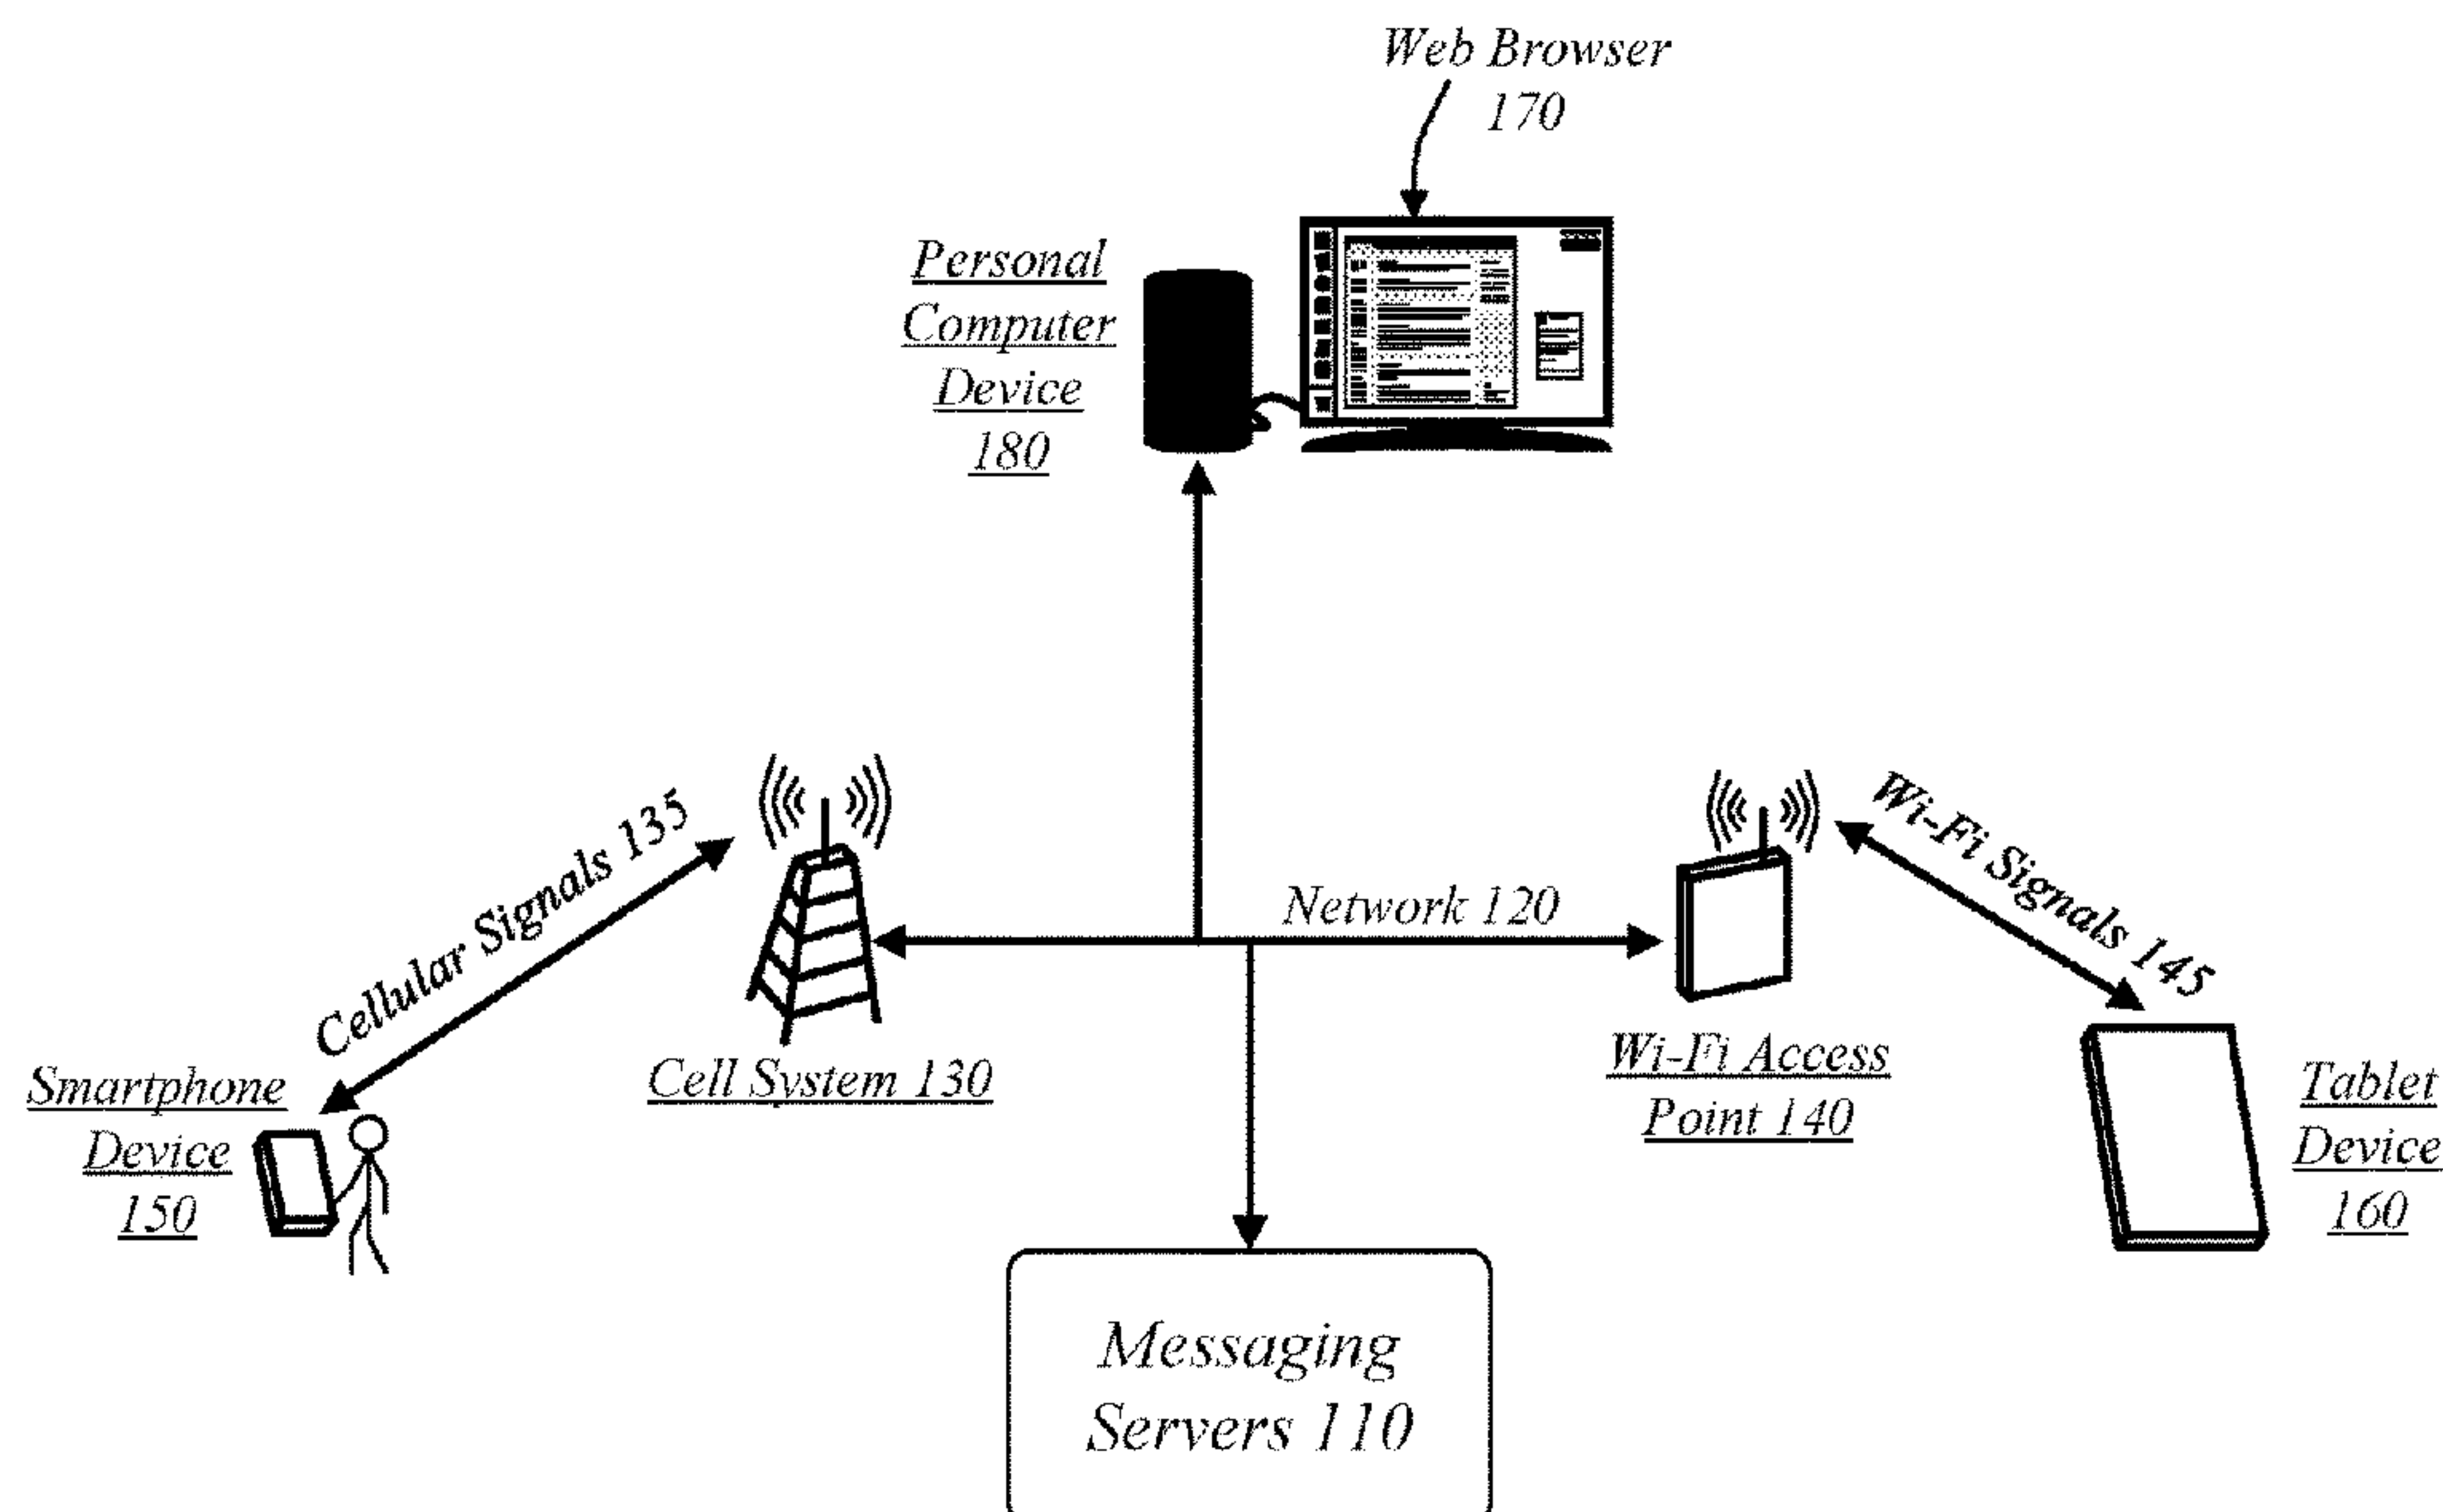 Web Browser
170
Personal
Computer
Device
180
Cellular Signals 135
Network 120
Wi-Fi Signals 145
Cell System 130
Wi-Fi Access
Point 140
Smartphone
Device
150
Tablet
Device
160
Messaging
Servers 110